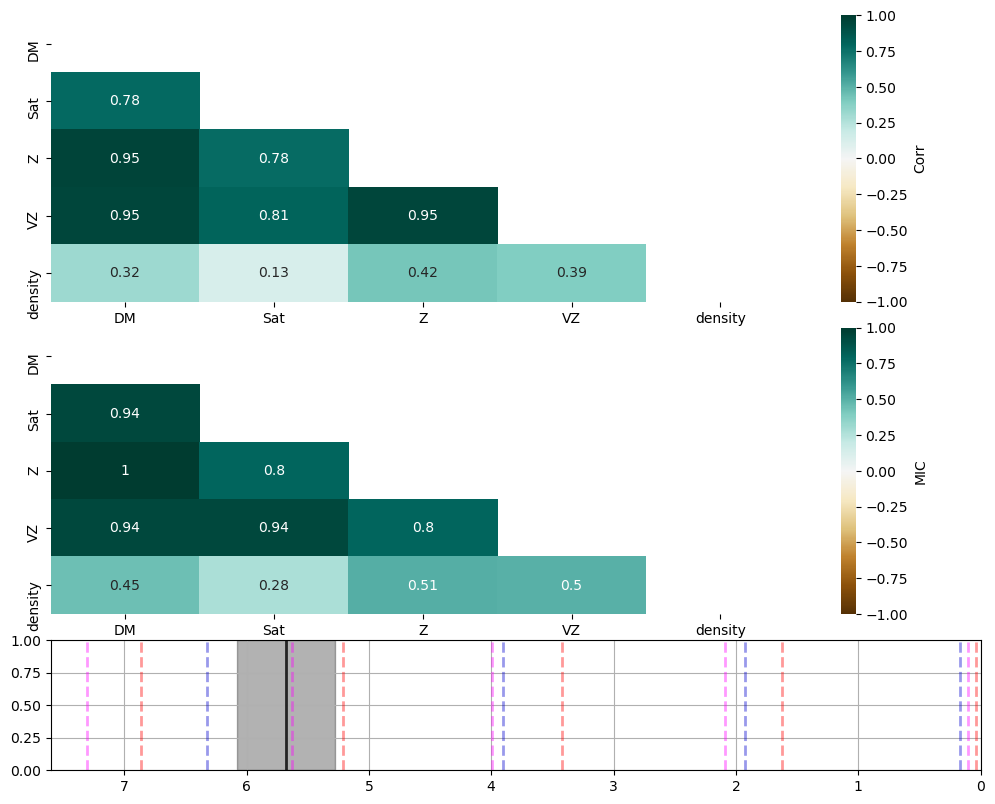 DM
Sat
Z
VZ
density
0.78
0.95 0.78
0.95 0.81 0.95
0.32 0.13 0.42 0.39
DM Sat Z VZ density
1.00
0.75
0.50
0.25
0.00
−0.25
−0.50
−0.75
−1.00
Corr
DM
Sat
Z
VZ
density
0.94
1 0.8
0.94 0.94 0.8
0.45 0.28 0.51 0.5
DM Sat Z VZ density
1.00
0.75
0.50
0.25
0.00
−0.25
−0.50
−0.75
−1.00
MIC
1.00
0.75
0.50
0.25
0.00
7 6 5 4 3 2 1 0